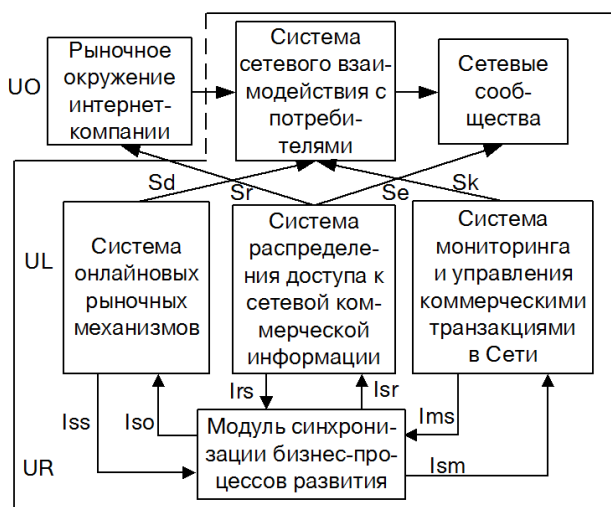 UO
Рыночное
окружение
интернет-
компании
Система
сетевого взаи-
модействия с
потреби-
телями
Сетевые
сооб-
щества
Sd
Sr
Se
Sk
UL
Система
онлайновых
рыночных
механизмов
Система
распределе-
ния доступа к
сетевой ком-
мерческой
информации
Система
мониторинга
и управления
коммерческими
транзакциями
в Сети
Iss
Iso
Irs
Isr
Ims
Ism
UR
Модуль синхрони-
зации бизнес-про-
цессов развития